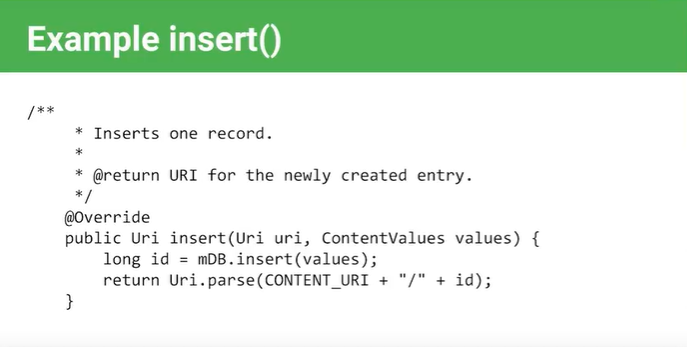 Example insert()
/**
* Inserts one record.
*
* @return URI for the newly created entry.
*/
@Override
public Uri insert(Uri uri, ContentValues values) {
long id = mDB.insert(values);
return Uri.parse(CONTENT_URI + "/" + id);
}